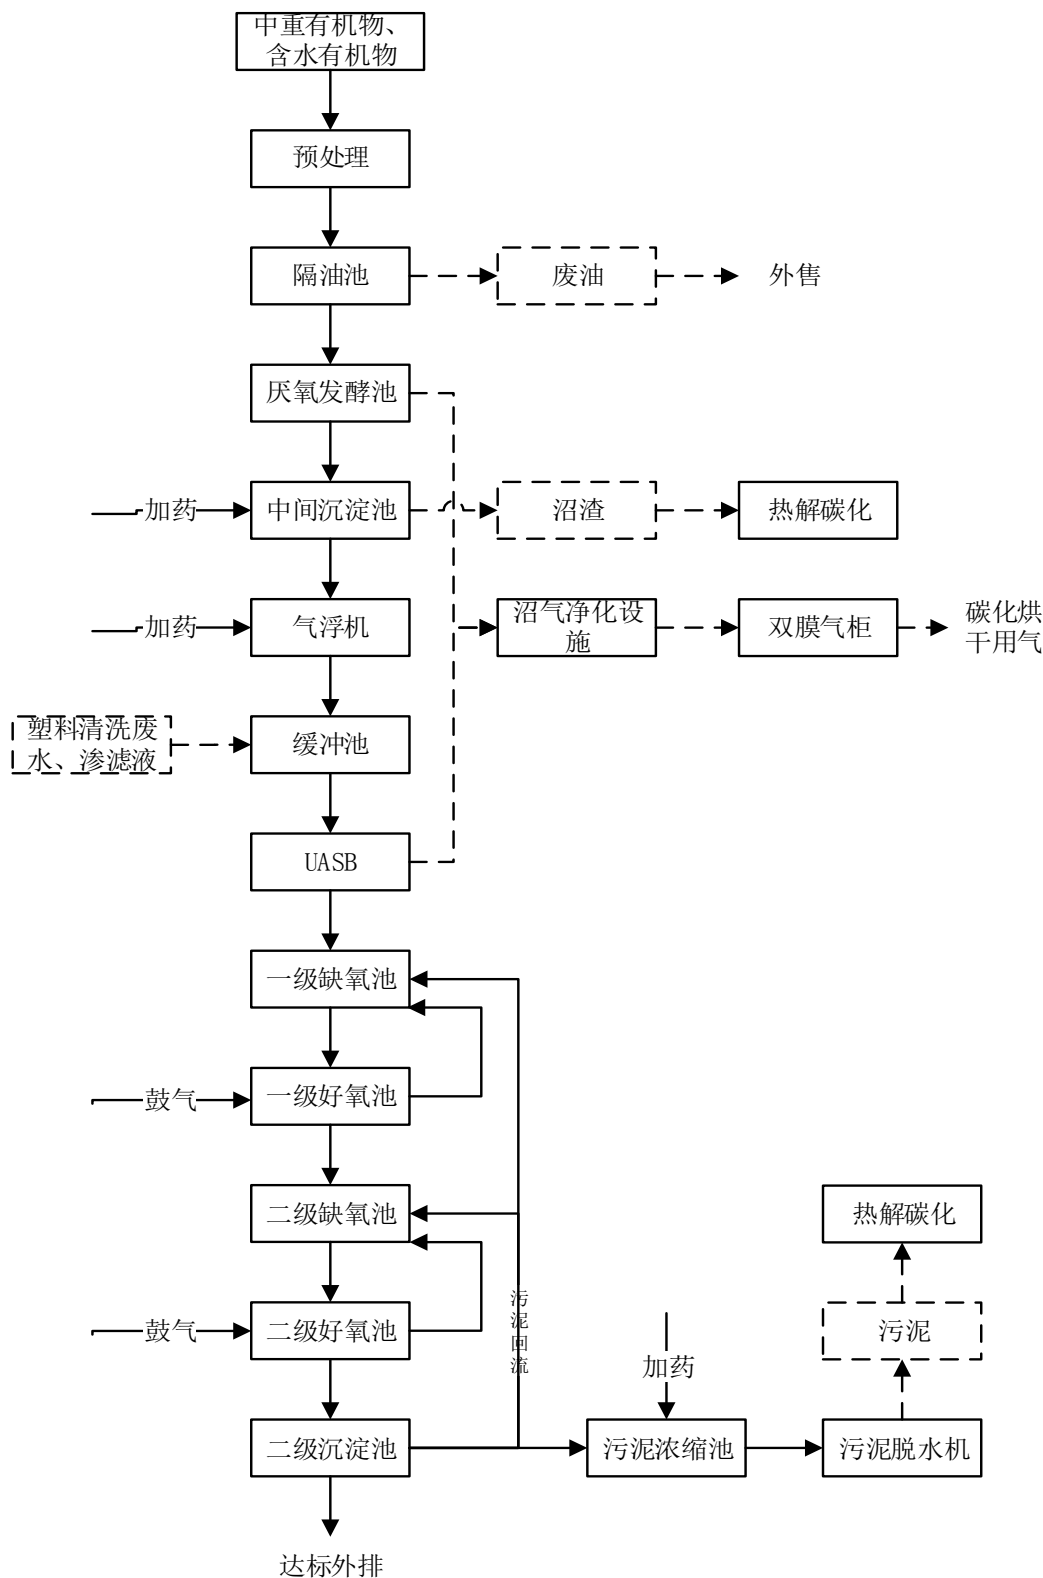 中重有机物、
含水有机物
预处理
隔油池
废油
外售
厌氧发酵池
加药
中间沉淀池
沼渣
热解碳化
加药
气浮机
沼气净化设
施
双膜气柜
碳化烘
干用气
塑料清洗废
水、渗滤液
缓冲池
UASB
一级缺氧池
鼓气
一级好氧池
二级缺氧池
热解碳化
污泥回流
鼓气
二级好氧池
污泥
加药
二级沉淀池
污泥浓缩池
污泥脱水机
达标外排